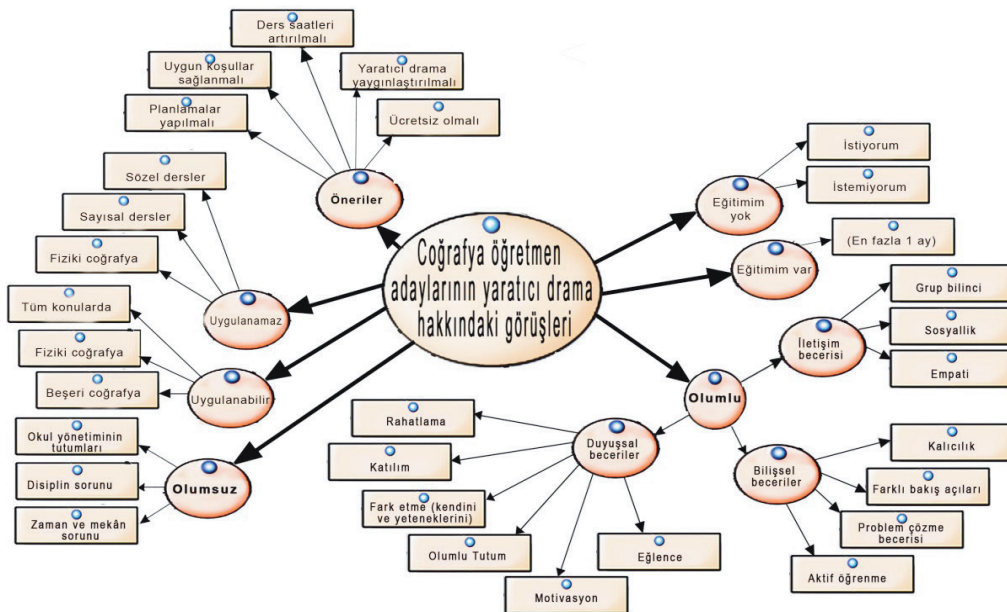 Ders saatleri
artırılmalı
Uygun koşullar
sağlanmalı
Yaratıcı drama
yaygınlaştırılmalı
Planlamalar
yapılmalı
Ücretsiz olmalı
Öneriler
Sözel dersler
Sayısal dersler
Fiziki coğrafya
Uygulanamaz
Tüm konularda
Fiziki coğrafya
Beşeri coğrafya
Uygulanabilir
Okul yönetiminin
tutumları
Disiplin sorunu
Zaman ve mekân
sorunu
Olumsuz
Coğrafya öğretmen
adaylarının yaratıcı drama
hakkındaki görüşleri
İstiyorum
İstemiyorum
Eğitimim
yok
(En fazla 1 ay)
Eğitimim var
Grup bilinci
Sosyallik
Empati
İletişim
becerisi
Olumlu
Duyuşsal
beceriler
Rahatlama
Katılım
Fark etme (kendini
ve yeteneklerini)
Olumlu Tutum
Motivasyon
Eğlence
Bilişsel
beceriler
Kalıcılık
Farklı bakış açıları
Problem çözme
becerisi
Aktif öğrenme